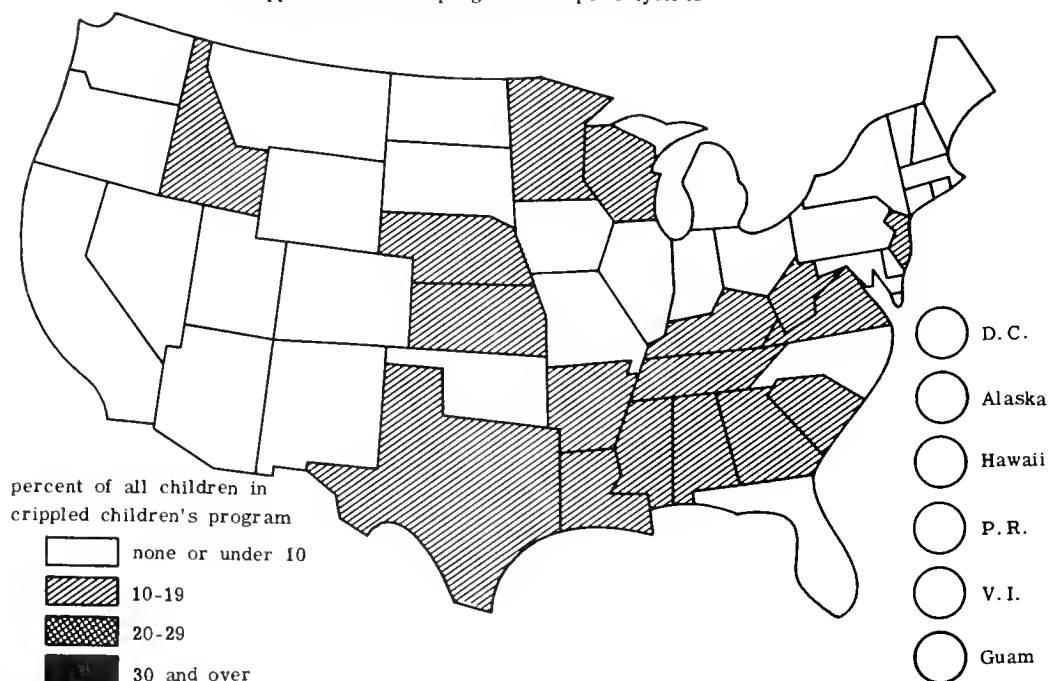 D.C.
Alaska
Hawaii
P.R.
V.I.
Guam
percent of all children in
crippled children's program
none or under 10
10-19
20-29
30 and over